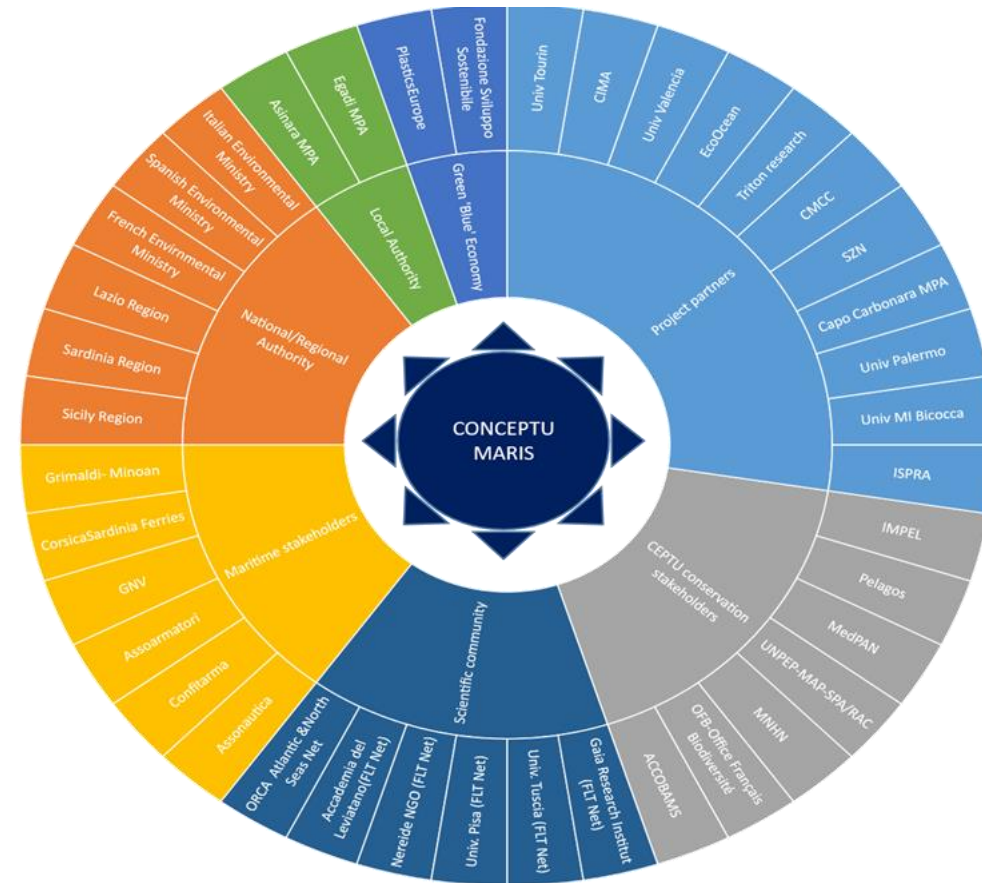 CONCEPTU
MARIS
Project partners
Univ Tourin
CIMA
Univ Valencia
EcoOcean
Triton research
CMCC
SZN
Capo Carbonara MPA
Univ Palermo
Univ MI Bicocca
ISPRA
CEPTU conservation
stakeholders
IMPEL
Pelagos
MedPAN
UNPEP-MAP-SPA/RAC
MNHN
OFB-Office Français
Biodiversité
ACCOBAMS
Scientific community
Gaia Research Institut
(FLT Net)
Univ. Tuscia (FLT Net)
Univ. Pisa (FLT Net)
Nereide NGO (FLT Net)
Accademia del
Leviatano(FLT Net)
ORCA Atlantic &North
Seas Net
Maritime stakeholders
Assonautica
Confitarma
Assoarmatori
GNV
CorsicaSardinia Ferries
Grimaldi- Minoan
National/Regional
Authority
Sicily Region
Sardinia Region
Lazio Region
French Envirnmental
Ministry
Spanish Environmental
Ministry
Italian Environmental
Ministry
Local Authority
Asinara MPA
Egadi MPA
Green 'Blue' Economy
PlasticsEurope
Fondazione Sviluppo
Sostenibile